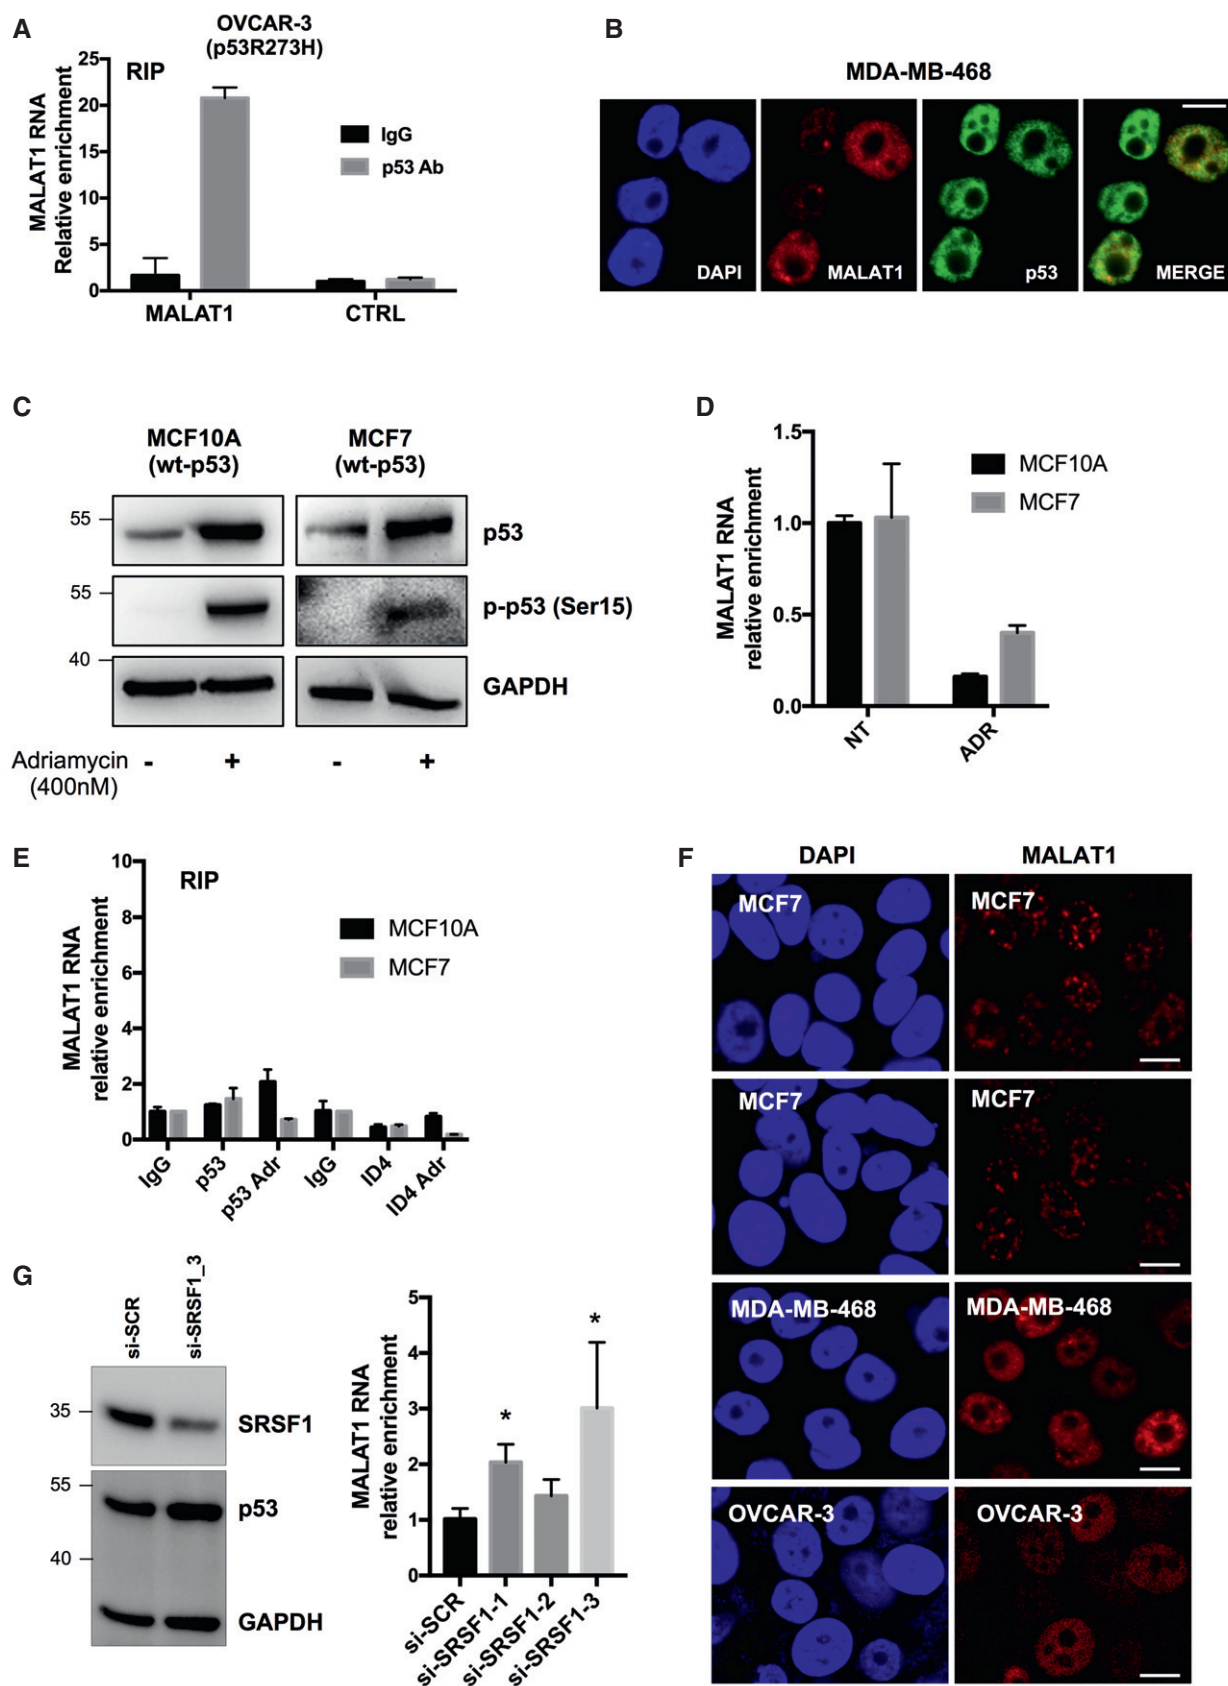 A
OVCAR-3
(p53R273H)
RIP
MALAT1 RNA
Relative enrichment
25
20
15
10
5
0
IgG
p53 Ab
MALAT1
CTRL
B
MDA-MB-468
DAPI
MALAT1
p53
MERGE
C
MCF10A
(wt-p53)
MCF7
(wt-p53)
55
p53
55
p-p53 (Ser15)
40
GAPDH
Adriamycin
(400nM)
-
+
-
+
D
MALAT1 RNA
relative enrichment
1.5
1.0
0.5
0.0
MCF10A
MCF7
NT
ADR
E
RIP
MALAT1 RNA
relative enrichment
10
8
6
4
2
0
MCF10A
MCF7
IgG
p53
p53 Adr
IgG
ID4
ID4 Adr
F
DAPI
MALAT1
MCF7
MCF7
MCF7
MCF7
MDA-MB-468
MDA-MB-468
OVCAR-3
OVCAR-3
G
si-SCR
si-SRSF1_3
35
SRSF1
55
p53
40
GAPDH
MALAT1 RNA
relative enrichment
5
4
3
2
1
0
*
*
si-SCR
si-SRSF1-1
si-SRSF1-2
si-SRSF1-3